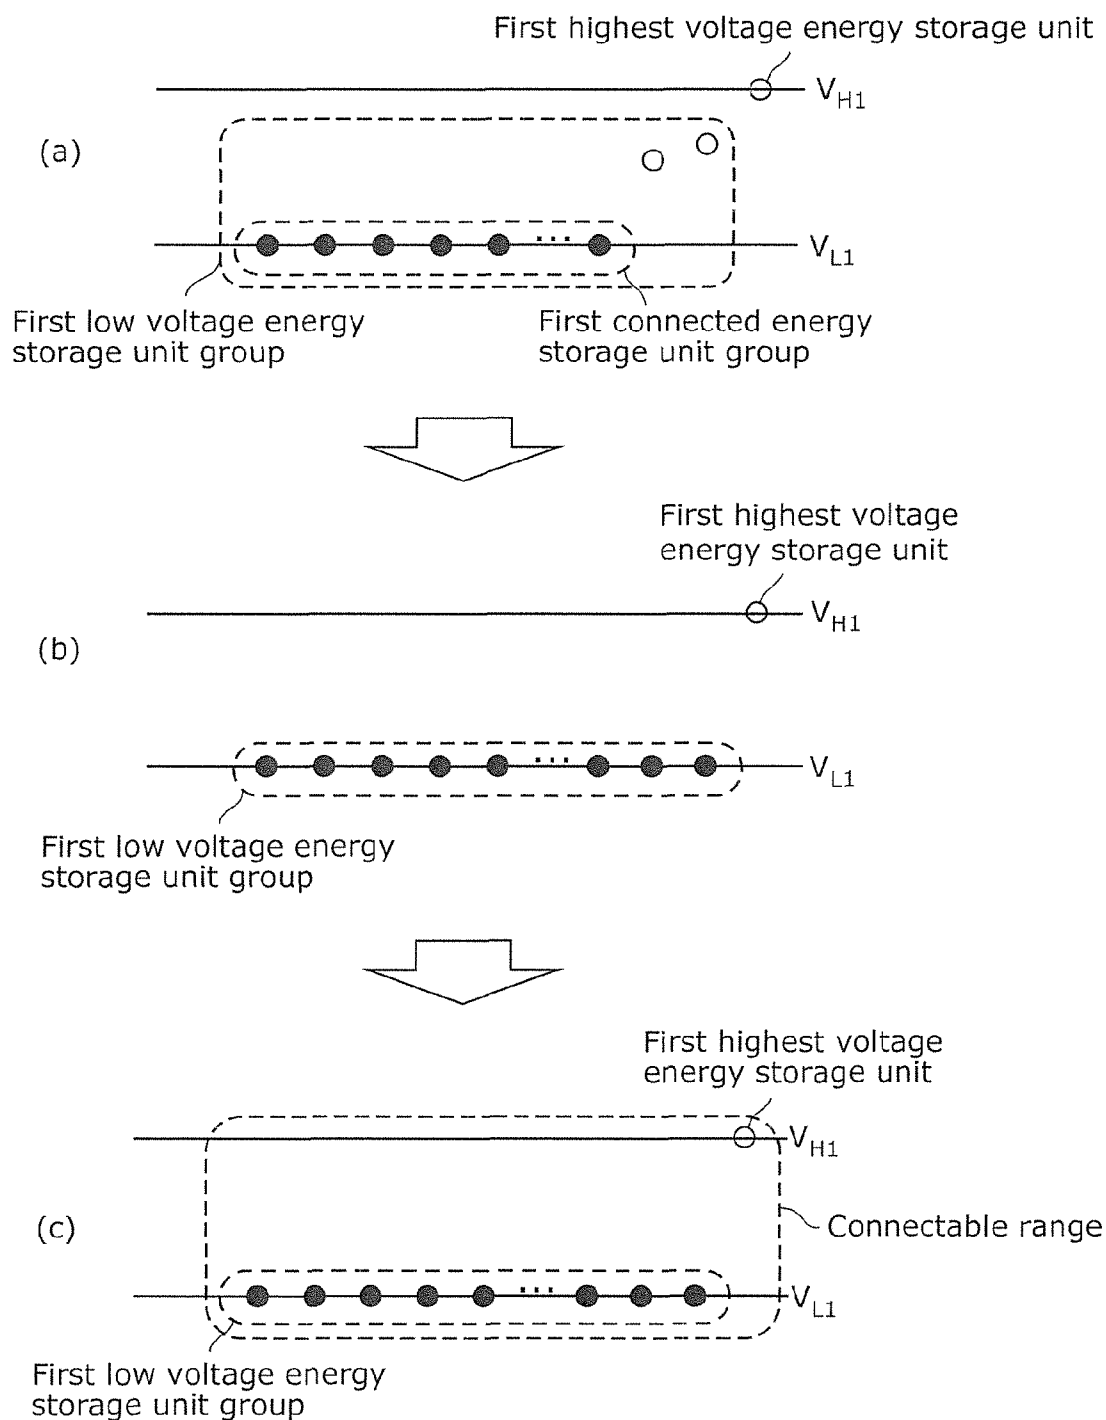 First highest voltage energy storage unit
V_H1
(a)
V_L1
First low voltage energy
storage unit group
First connected energy
storage unit group
First highest voltage
energy storage unit
V_H1
(b)
V_L1
First low voltage energy
storage unit group
First highest voltage
energy storage unit
V_H1
(c)
Connectable range
V_L1
First low voltage energy
storage unit group